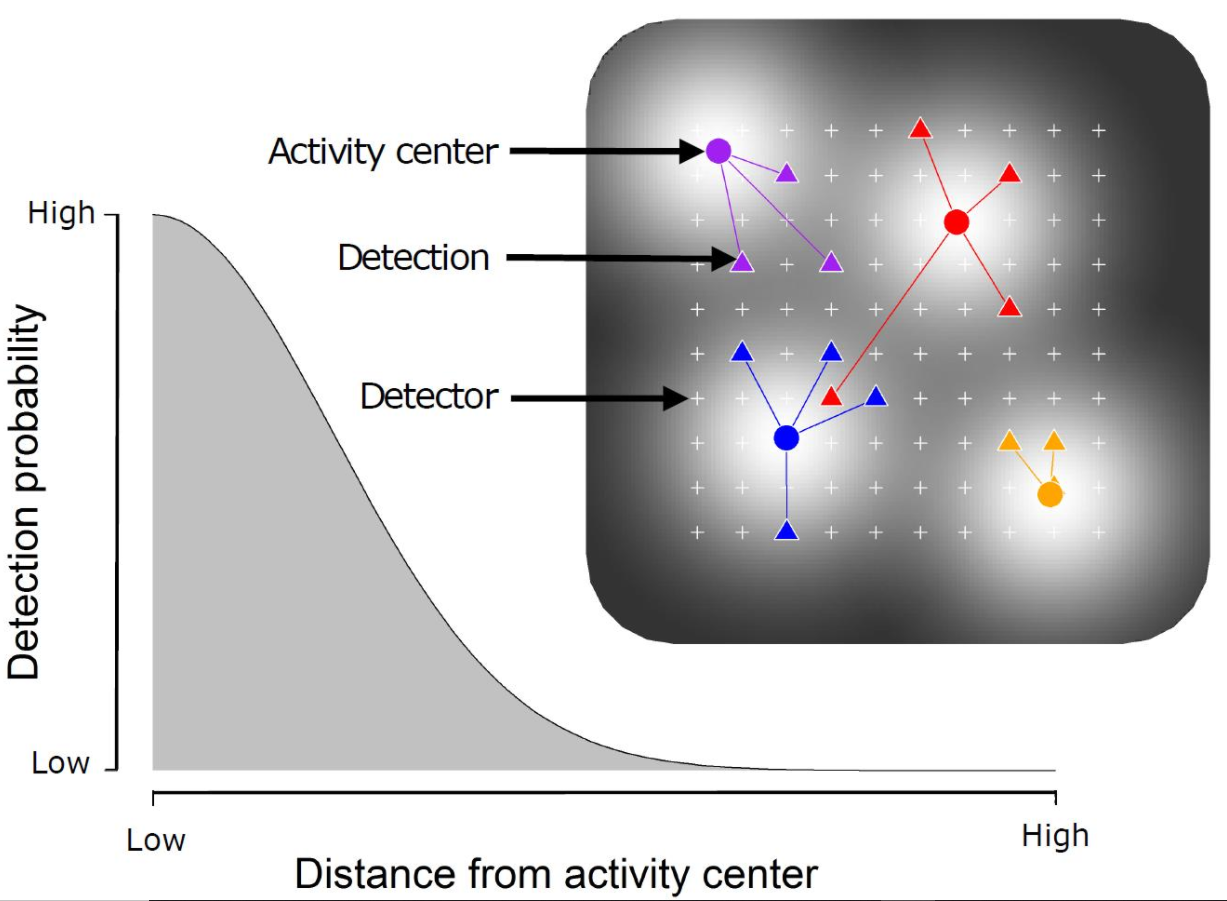 Activity center
High
Detection
Detector
Detection probability
Low
Low
High
Distance from activity center